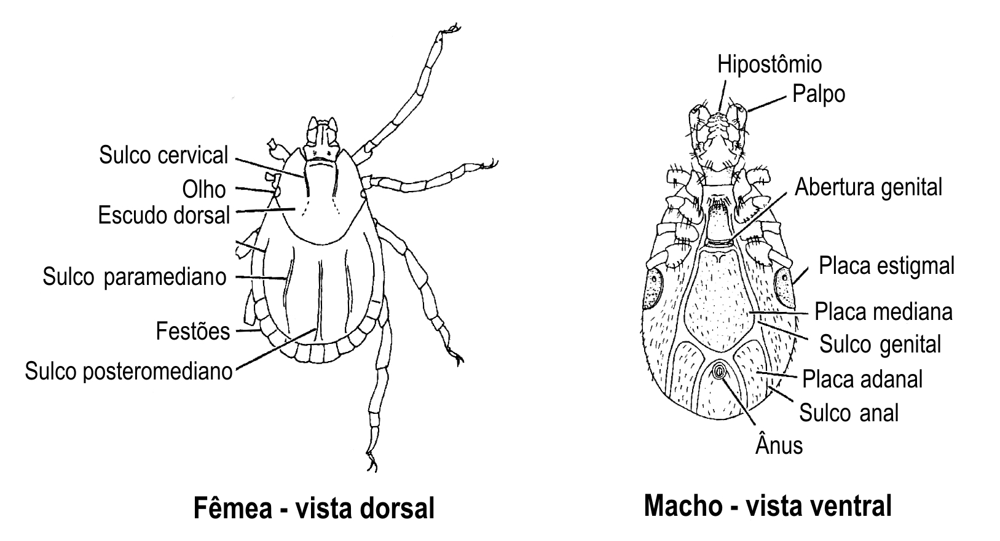 Sulco cervical
Olho
Escudo dorsal
Sulco paramediano
Festões
Sulco posteromediano
Fêmea - vista dorsal
Hipostômio
Palpo
Abertura genital
Placa estigmal
Placa mediana
Sulco genital
Placa adanal
Sulco anal
Ânus
Macho - vista ventral